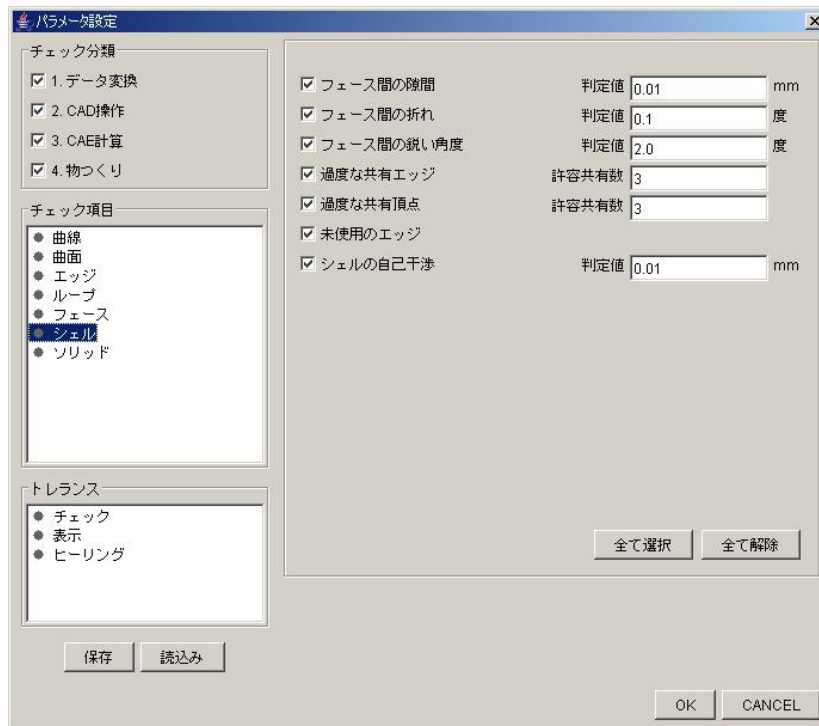 パラメータ設定
チェック分類
1. データ変換
2. CAD操作
3. CAE計算
4. 物つくり
チェック項目
曲線
曲面
エッジ
ループ
フェース
シェル
ソリッド
トレランス
チェック
表示
ヒーリング
保存 読込み
フェース間の隙間 判定値 0.01 mm
フェース間の折れ 判定値 0.1 度
フェース間の鋭い角度 判定値 2.0 度
過度な共有エッジ 許容共有数 3
過度な共有頂点 許容共有数 3
未使用のエッジ
シェルの自己干渉 判定値 0.01 mm
全て選択 全て解除
OK CANCEL